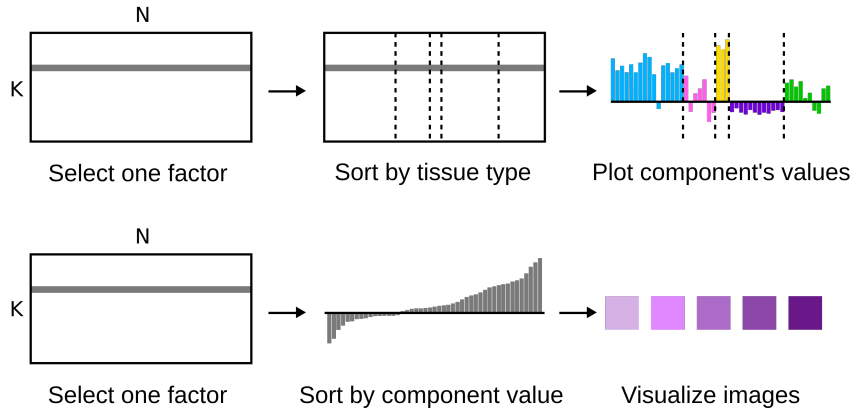 N
K
Select one factor
Sort by tissue type
Plot component's values
N
K
Select one factor
Sort by component value
Visualize images